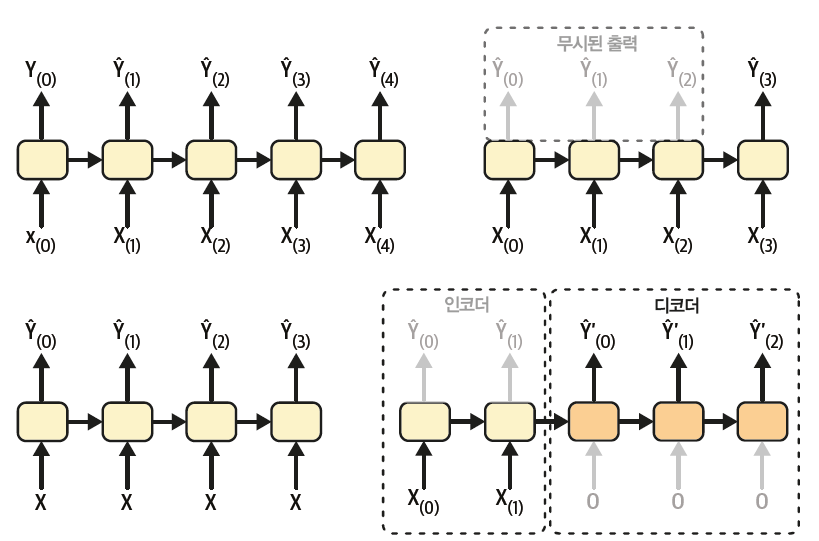 Y(0) Ŷ(1) Ŷ(2) Ŷ(3) Ŷ(4)
x(0) X(1) X(2) X(3) X(4)
무시된 출력
Ŷ(0) Ŷ(1) Ŷ(2) Ŷ(3)
X(0) X(1) X(2) X(3)
Ŷ(0) Ŷ(1) Ŷ(2) Ŷ(3)
X X X X
인코더
Ŷ(0) Ŷ(1)
X(0) X(1)
디코더
Ŷ'(0) Ŷ'(1) Ŷ'(2)
0 0 0